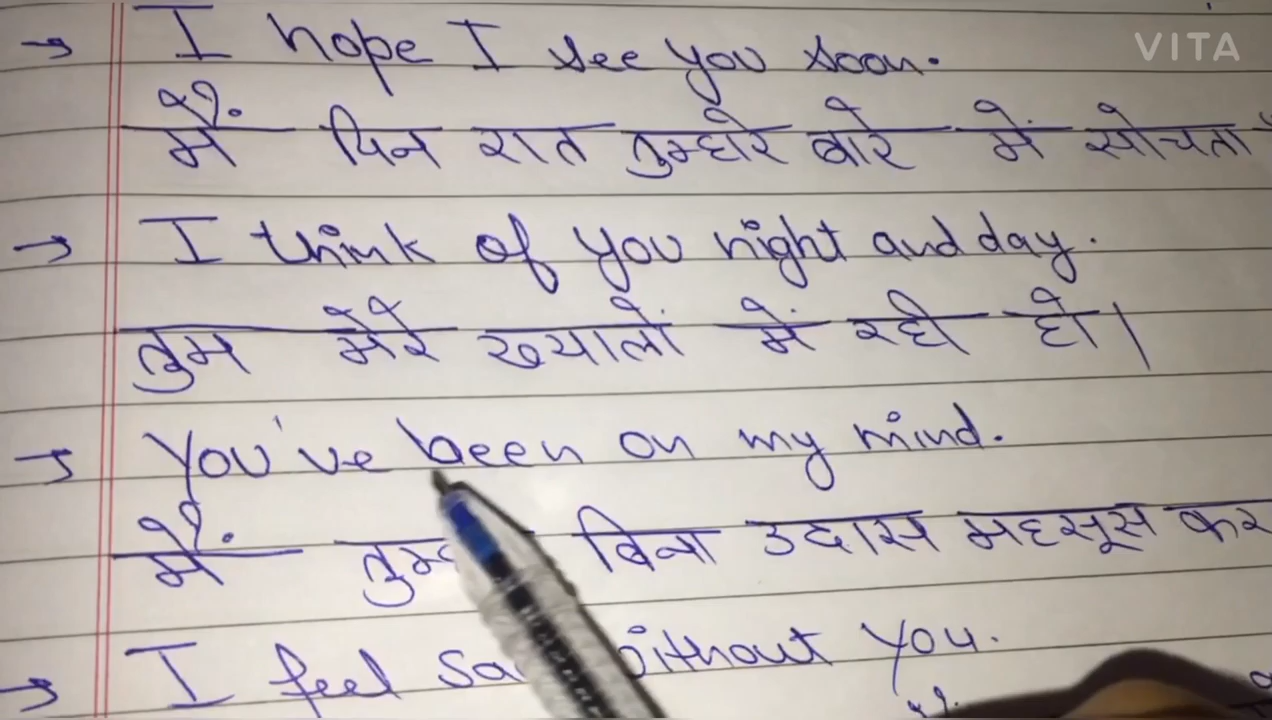 I hope I see you soon.
VITA
मैं दिन रात तुम्हारे बारे में सोचता
I think of you night and day.
तुम मेरे ख्यालों में रही हो।
You've been on my mind.
मैं बिना उदास महसूस कर
I feel without you.